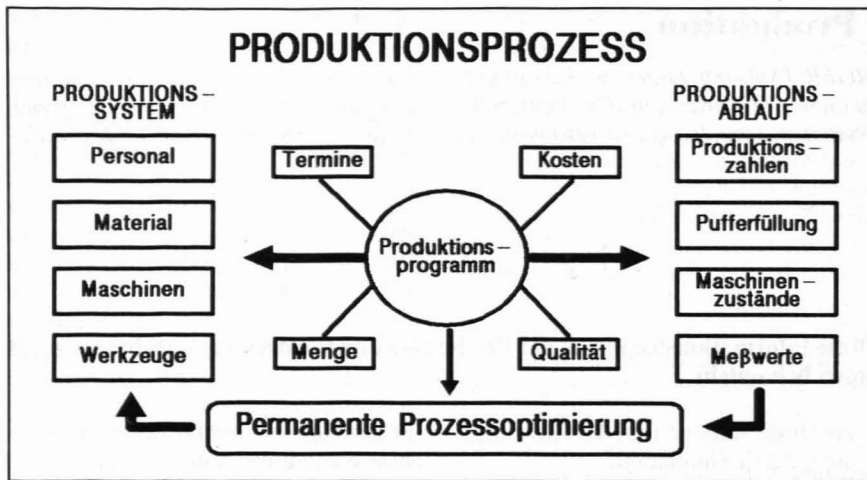 PRODUKTIONSPROZESS
PRODUKTIONS –
SYSTEM
Personal
Material
Maschinen
Werkzeuge
Termine
Kosten
Produktions –
programm
Menge
Qualität
PRODUKTIONS –
ABLAUF
Produktions –
zahlen
Pufferfüllung
Maschinen –
zustände
Meßwerte
Permanente Prozessoptimierung